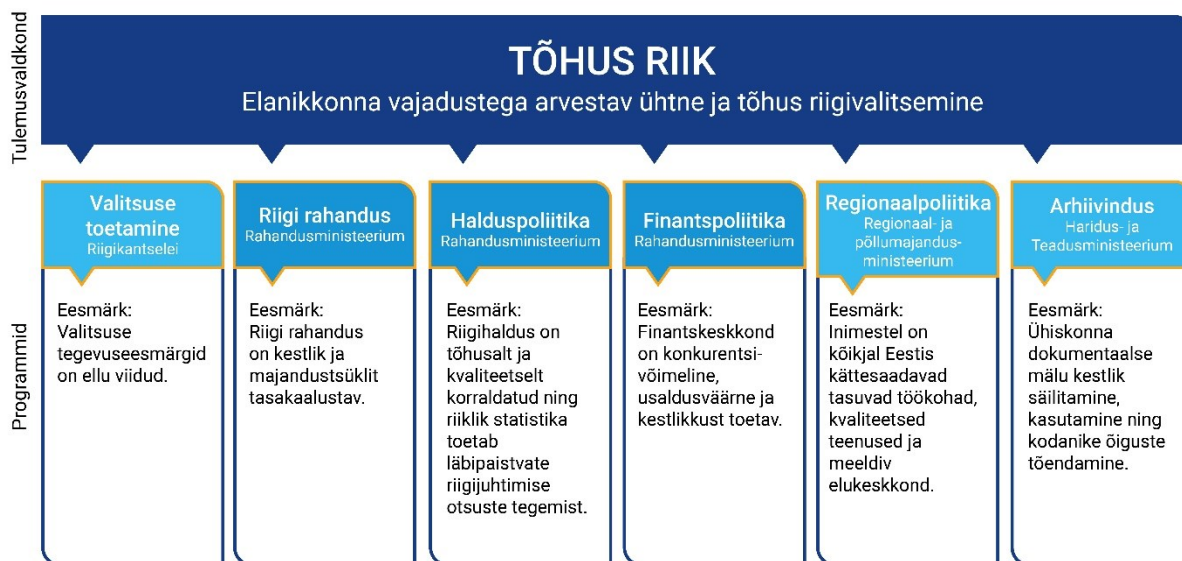 Tulemusvaldkond
TÕHUS RIIK
Elanikkonna vajadustega arvestav ühtne ja tõhus riigivalitsemine
Programmid
Valitsuse
toetamine
Riigikantselei
Eesmärk:
Valitsuse
tegevuseesmärgid
on ellu viidud.
Riigi rahandus
Rahandusministeerium
Eesmärk:
Riigi rahandus
on kestlik ja
majandustsüklit
tasakaalustav.
Halduspoliitika
Rahandusministeerium
Eesmärk:
Riigihaldus on
tõhusalt ja
kvaliteetselt
korraldatud ning
riiklik statistika
toetab
läbipaistvate
riigijuhtimise
otsuste tegemist.
Finantspoliitika
Rahandusministeerium
Eesmärk:
Finantskeskkond
on konkurentsi-
võimeline,
usaldusväärne ja
kestlikkust toetav.
Regionaalpoliitika
Regionaal- ja
põllumajandus-
ministeerium
Eesmärk:
Inimestel on
kõikjal Eestis
kättesaadavad
tasuvad töökohad,
kvaliteetsed
teenused ja
meeldiv
elukeskkond.
Arhiivindus
Haridus- ja
Teadusministeerium
Eesmärk:
Ühiskonna
dokumentaalse
mälu kestlik
säilitamine,
kasutamine ning
kodanike õiguste
tõendamine.